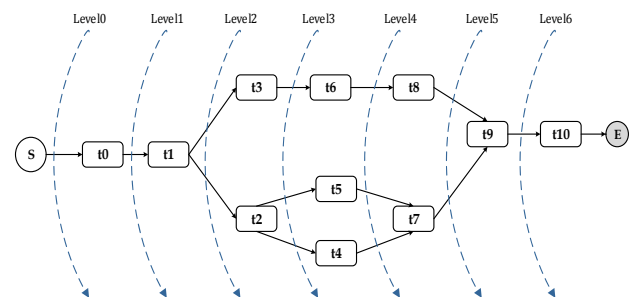 Level0 Level1 Level2 Level3 Level4 Level5 Level6
t3 t6 t8
t9 t10 E
S t0 t1
t5
t2 t7
t4